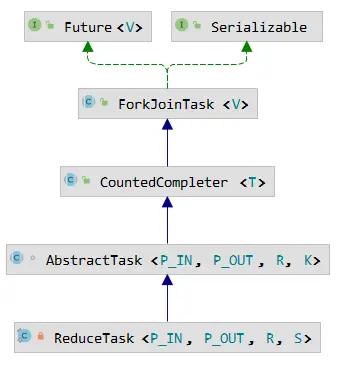 I Future <V>
I Serializable
C ForkJoinTask <V>
C CountedCompleter <T>
C AbstractTask <P_IN, P_OUT, R, K>
C ReduceTask <P_IN, P_OUT, R, S>